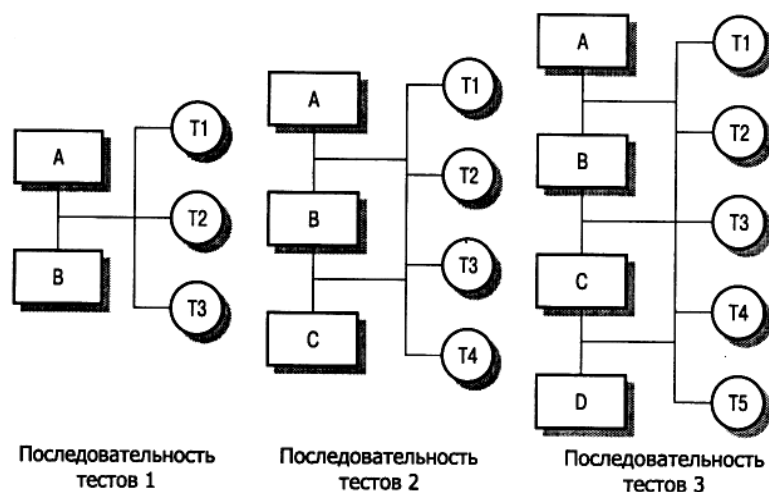 A
B
T1
T2
T3
Последовательность
тестов 1
A
B
C
T1
T2
T3
T4
Последовательность
тестов 2
A
B
C
D
T1
T2
T3
T4
T5
Последовательность
тестов 3